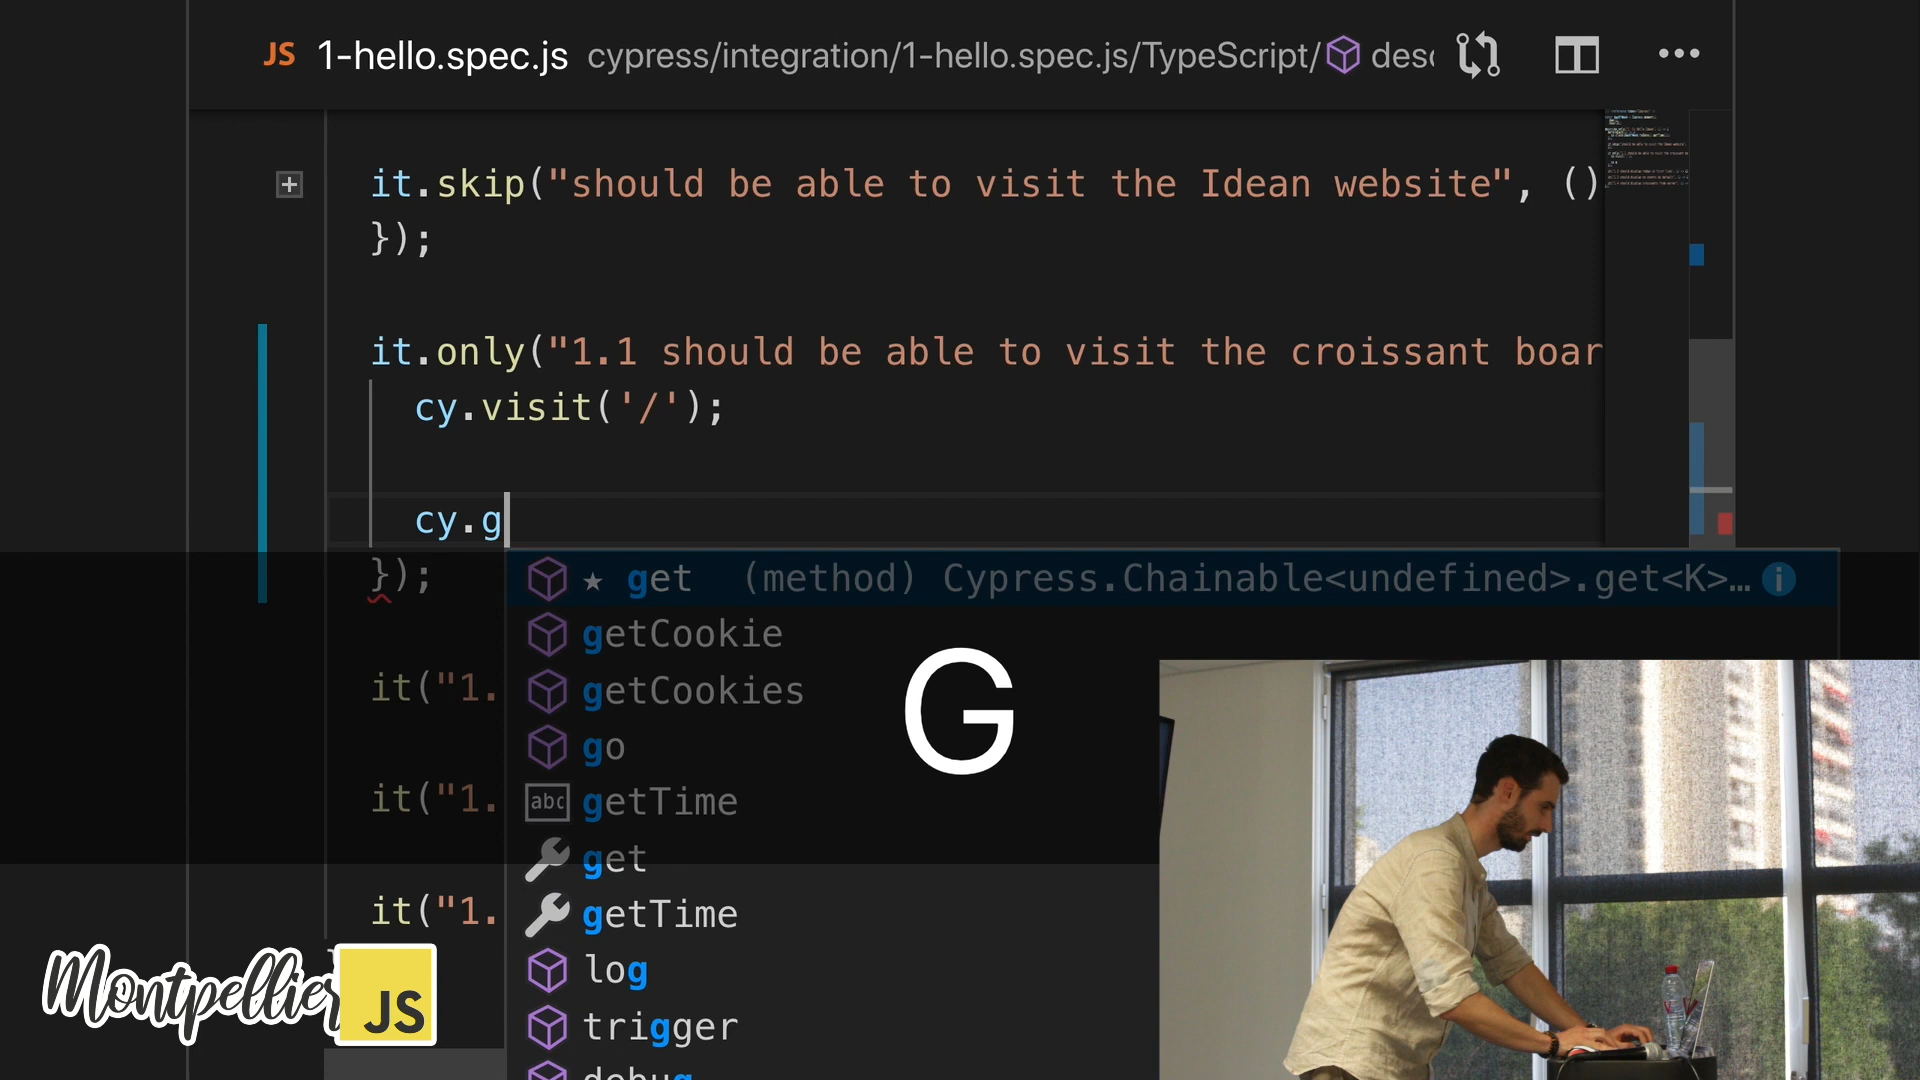 JS 1-hello.spec.js cypress/integration/1-hello.spec.js/TypeScript/ desc
it.skip("should be able to visit the Idean website", ()
});
it.only("1.1 should be able to visit the croissant boar
cy.visit('/');
cy.g
});
★ get (method) Cypress.Chainable<undefined>.get<K>…
getCookie
getCookies
it("1.
go
abc getTime
it("1.
get
getTime
it("1.
log
trigger
debug
G
Montpellier JS